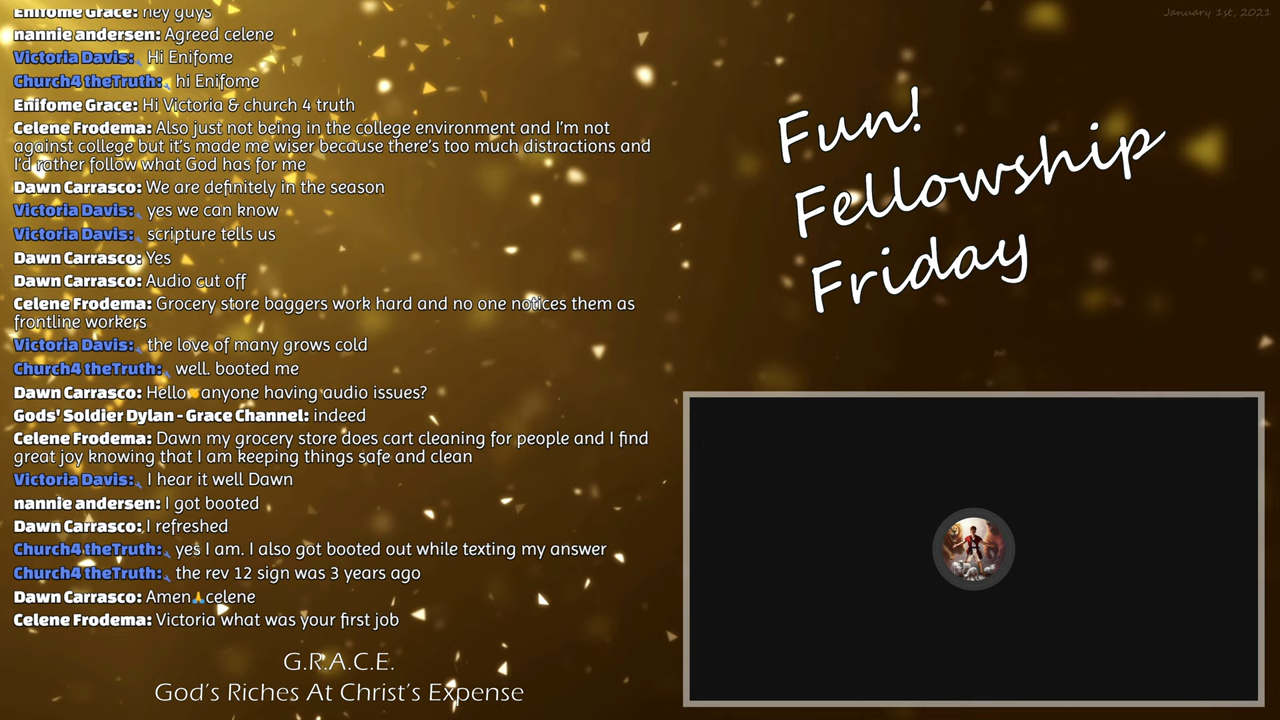 Enifome Grace: hey guys
nannie andersen: Agreed celene
Victoria Davis: Hi Enifome
Church4 theTruth: hi Enifome
Enifome Grace: Hi Victoria & church 4 truth
Celene Frodema: Also just not being in the college environment and I'm not
against college but it's made me wiser because there's too much distractions and
I'd rather follow what God has for me
Dawn Carrasco: We are definitely in the season
Victoria Davis: yes we can know
Victoria Davis: scripture tells us
Dawn Carrasco: Yes
Dawn Carrasco: Audio cut off
Celene Frodema: Grocery store baggers work hard and no one notices them as
frontline workers
Victoria Davis: the love of many grows cold
Church4 theTruth: well. booted me
Dawn Carrasco: Hello anyone having audio issues?
Gods' Soldier Dylan - Grace Channel: indeed
Celene Frodema: Dawn my grocery store does cart cleaning for people and I find
great joy knowing that I am keeping things safe and clean
Victoria Davis: I hear it well Dawn
nannie andersen: I got booted
Dawn Carrasco: I refreshed
Church4 theTruth: yes I am. I also got booted out while texting my answer
Church4 theTruth: the rev 12 sign was 3 years ago
Dawn Carrasco: Amen🙏celene
Celene Frodema: Victoria what was your first job
G.R.A.C.E.
God's Riches At Christ's Expense
January 1st, 2021
Fun!
Fellowship
Friday